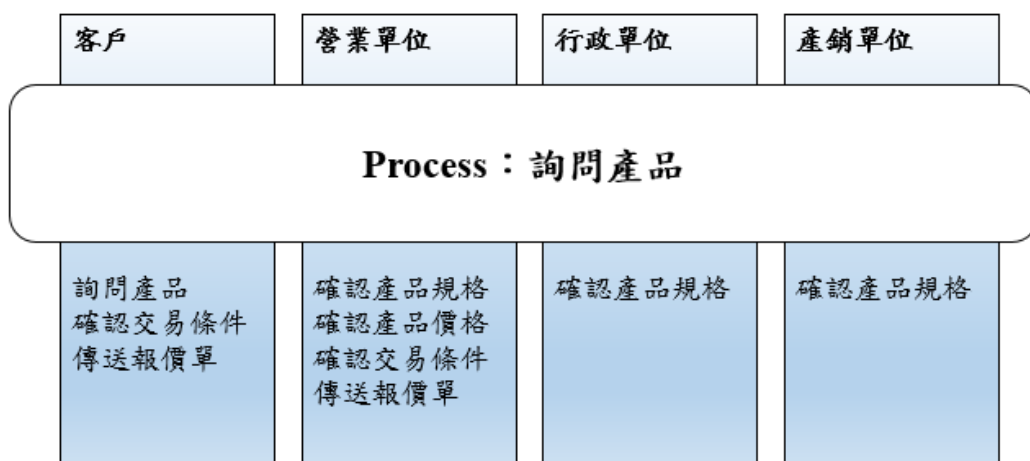 客戶
營業單位
行政單位
產銷單位
Process：詢問產品
詢問產品
確認交易條件
傳送報價單
確認產品規格
確認產品價格
確認交易條件
傳送報價單
確認產品規格
確認產品規格